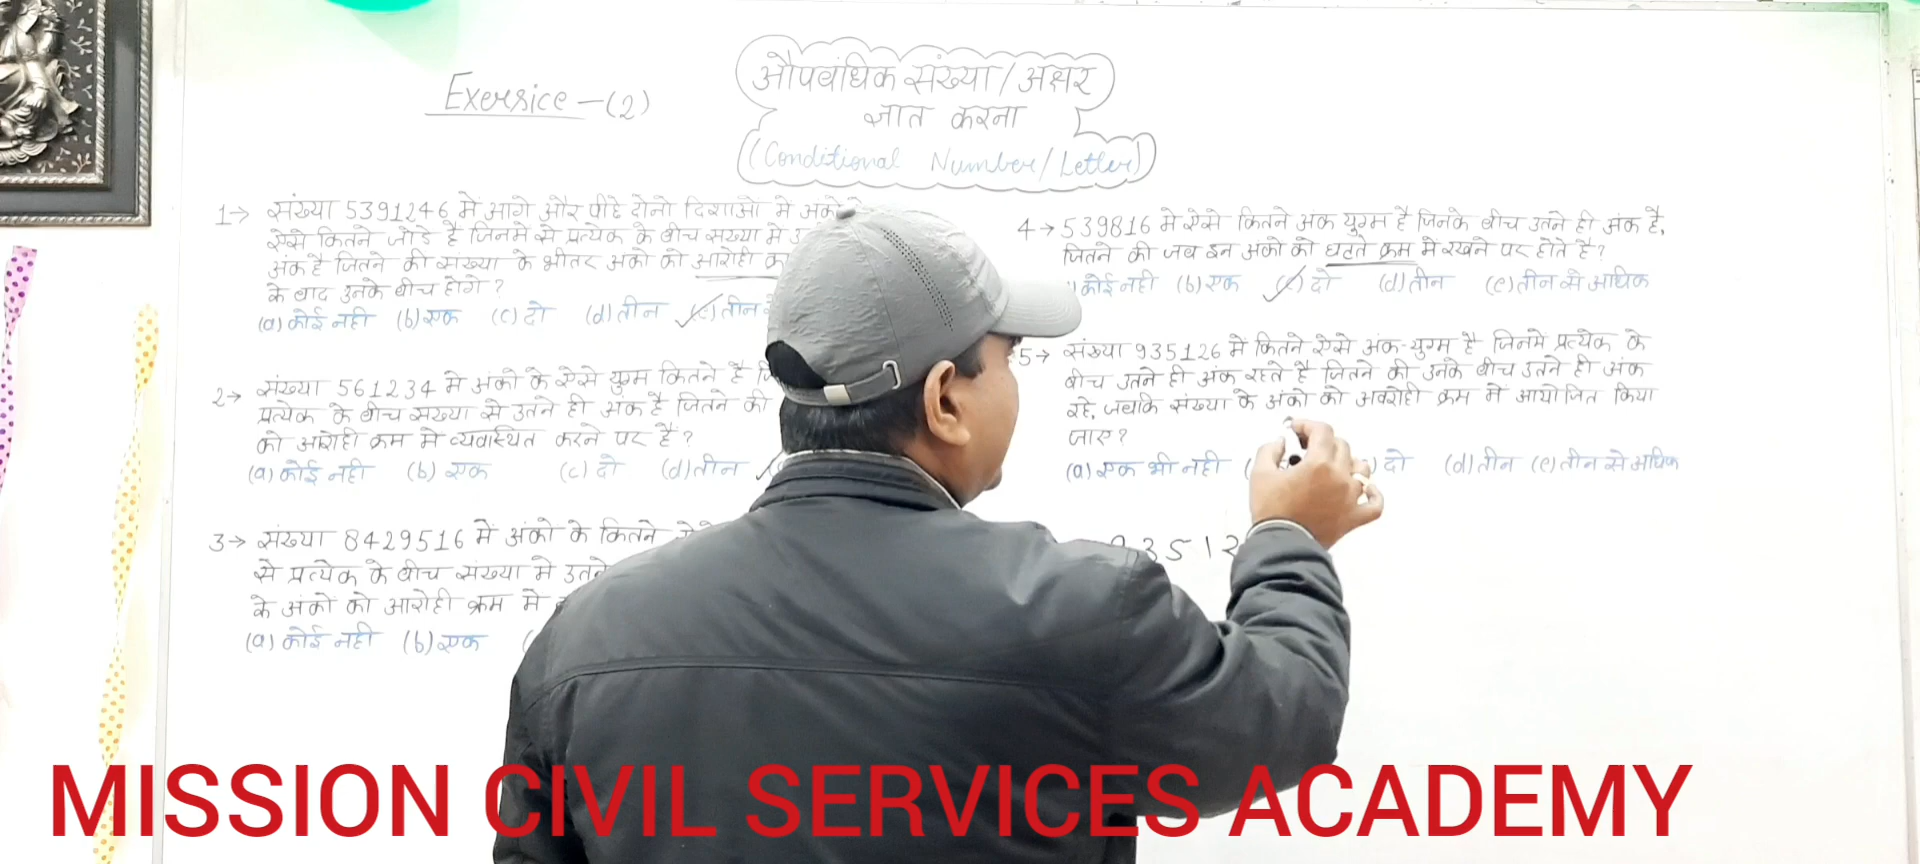 Exersice -(2)
औपबंधिक संख्या / अक्षर
ज्ञात करना
(Conditional Number/Letter)
1→ संख्या 5391246 में आगे और पीछे दोनो दिशाओ मे
ऐसे कितने जोडे है जिनमे से प्रत्येक के बीच संख्या मे
अंक है जितने की संख्या के भीतर अंको को आरोही
के बाद उनके बीच होगे ?
(a) कोई नही (b) एक (c) दो (d) तीन
2→ संख्या 561234 मे अंको के ऐसे युग्म कितने है
प्रत्येक के बीच संख्या से उतने ही अंक है जितने की
को आरोही क्रम मे व्यवस्थित करने पर है ?
(a) कोई नही (b) एक (c) दो (d) तीन
3→ संख्या 8429516 में अंको के कितने
से प्रत्येक के बीच संख्या मे उतने
के अंको को आरोही क्रम मे
(a) कोई नही (b) एक
4→ 539816 मे ऐसे कितने अंक युग्म है जिनके बीच उतने ही अंक है,
जितने की जब इन अंको को घटते क्रम मे रखने पर होते है ?
कोई नही (b) एक (c) दो (d) तीन (e) तीन से अधिक
5→ संख्या 935126 मे कितने ऐसे अंक-युग्म है जिनमे प्रत्येक के
बीच उतने ही अंक रहते है जितने की उनके बीच उतने ही अंक
रहे, जबकि संख्या के अंको को अवरोही क्रम में आयोजित किया
जाए ?
(a) एक भी नही ) दो (d) तीन (e) तीन से अधिक
3512
MISSION CIVIL SERVICES ACADEMY